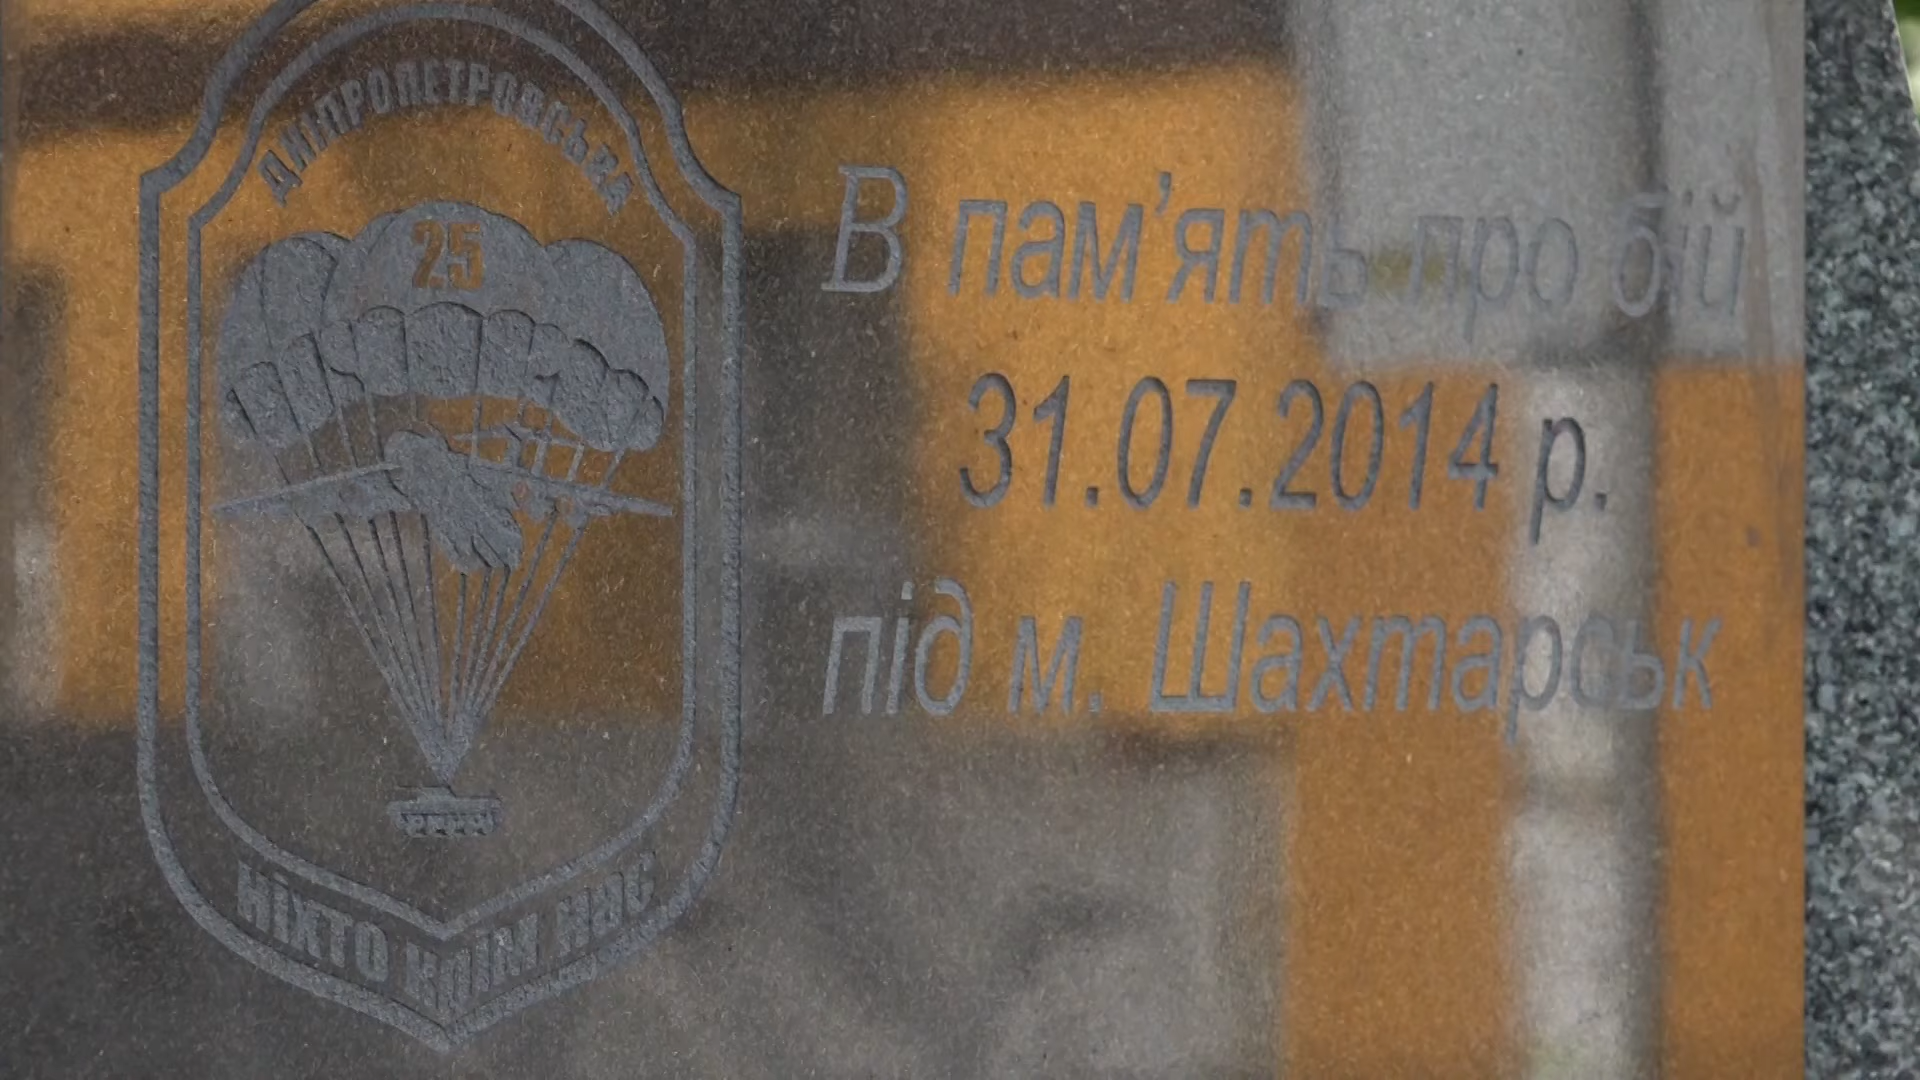 ДНІПРОПЕТРОВСЬКА
25
НІХТО КРІМ НАС
В пам'ять про бій
31.07.2014 р.
під м. Шахтарськ